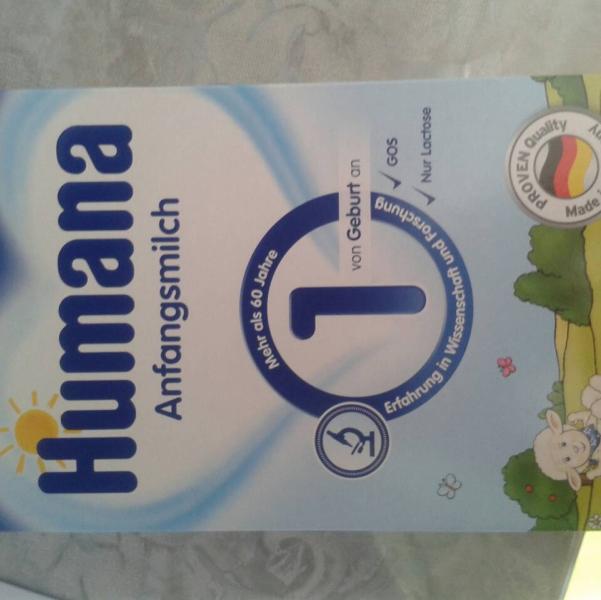 Humana
Anfangsmilch
Mehr als 60 Jahre
Erfahrung in Wissenschaft und Forschung
1
von Geburt an
✓ GOS
✓ Nur Lactose
PROVEN Quality
Made